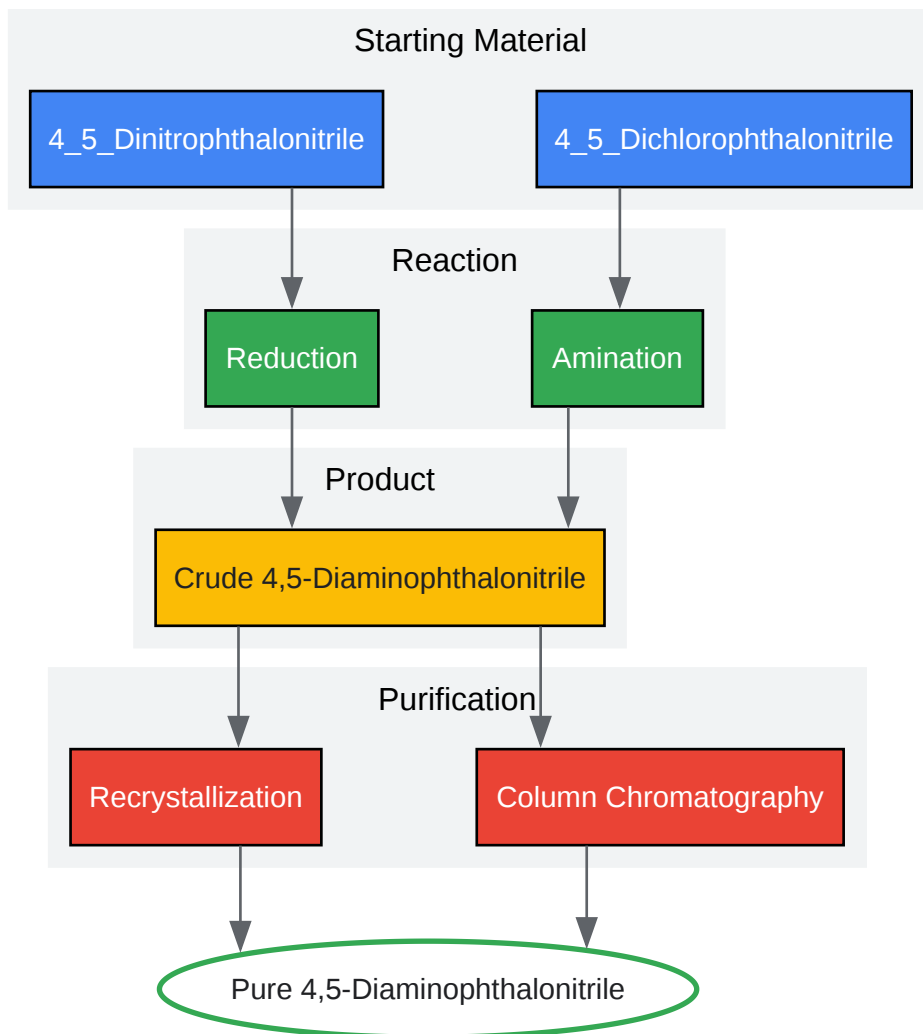 Starting Material
4_5_Dinitrophthalonitrile
4_5_Dichlorophthalonitrile
Reaction
Reduction
Amination
Product
Crude 4,5-Diaminophthalonitrile
Purification
Recrystallization
Column Chromatography
Pure 4,5-Diaminophthalonitrile